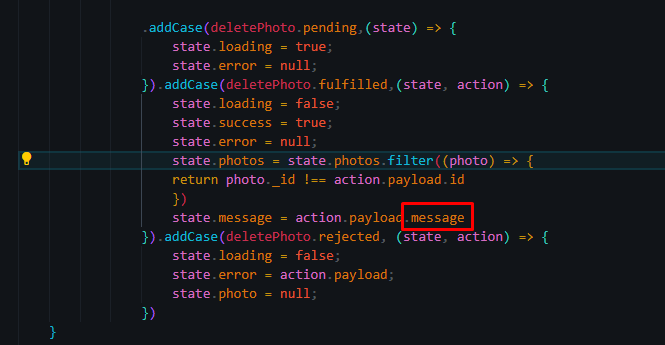 .addCase(deletePhoto.pending,(state) => {
state.loading = true;
state.error = null;
}).addCase(deletePhoto.fulfilled,(state, action) => {
state.loading = false;
state.success = true;
state.error = null;
state.photos = state.photos.filter((photo) => {
return photo._id !== action.payload.id
})
state.message = action.payload.message
}).addCase(deletePhoto.rejected, (state, action) => {
state.loading = false;
state.error = action.payload;
state.photo = null;
})
}